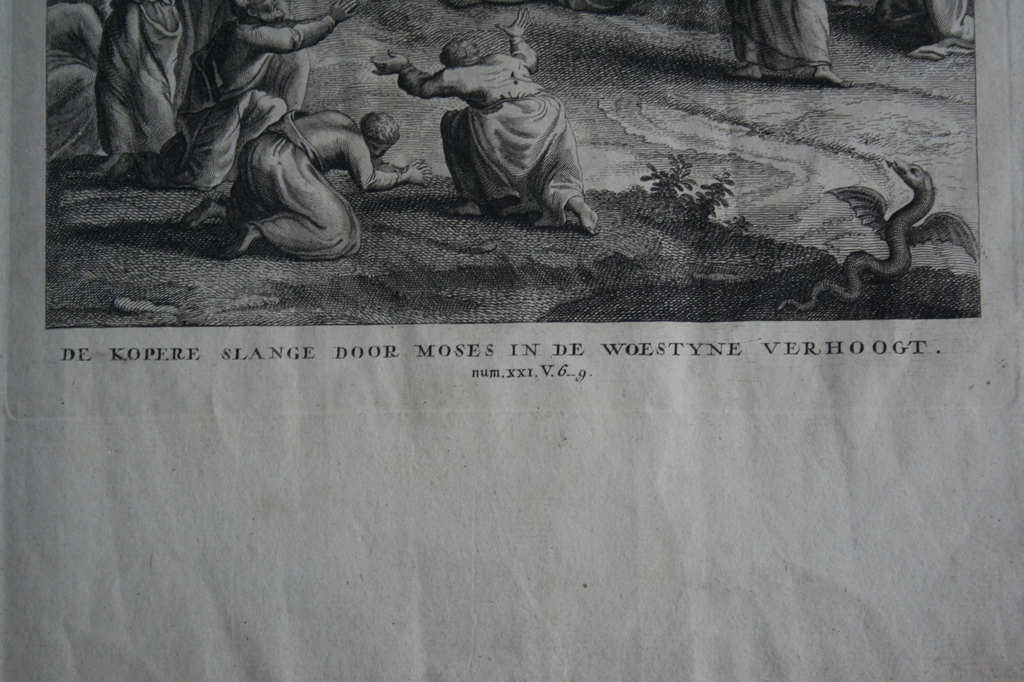 DE KOPERE SLANGE DOOR MOSES IN DE WOESTYNE VERHOOGT.
num.XXI.V.6-9.